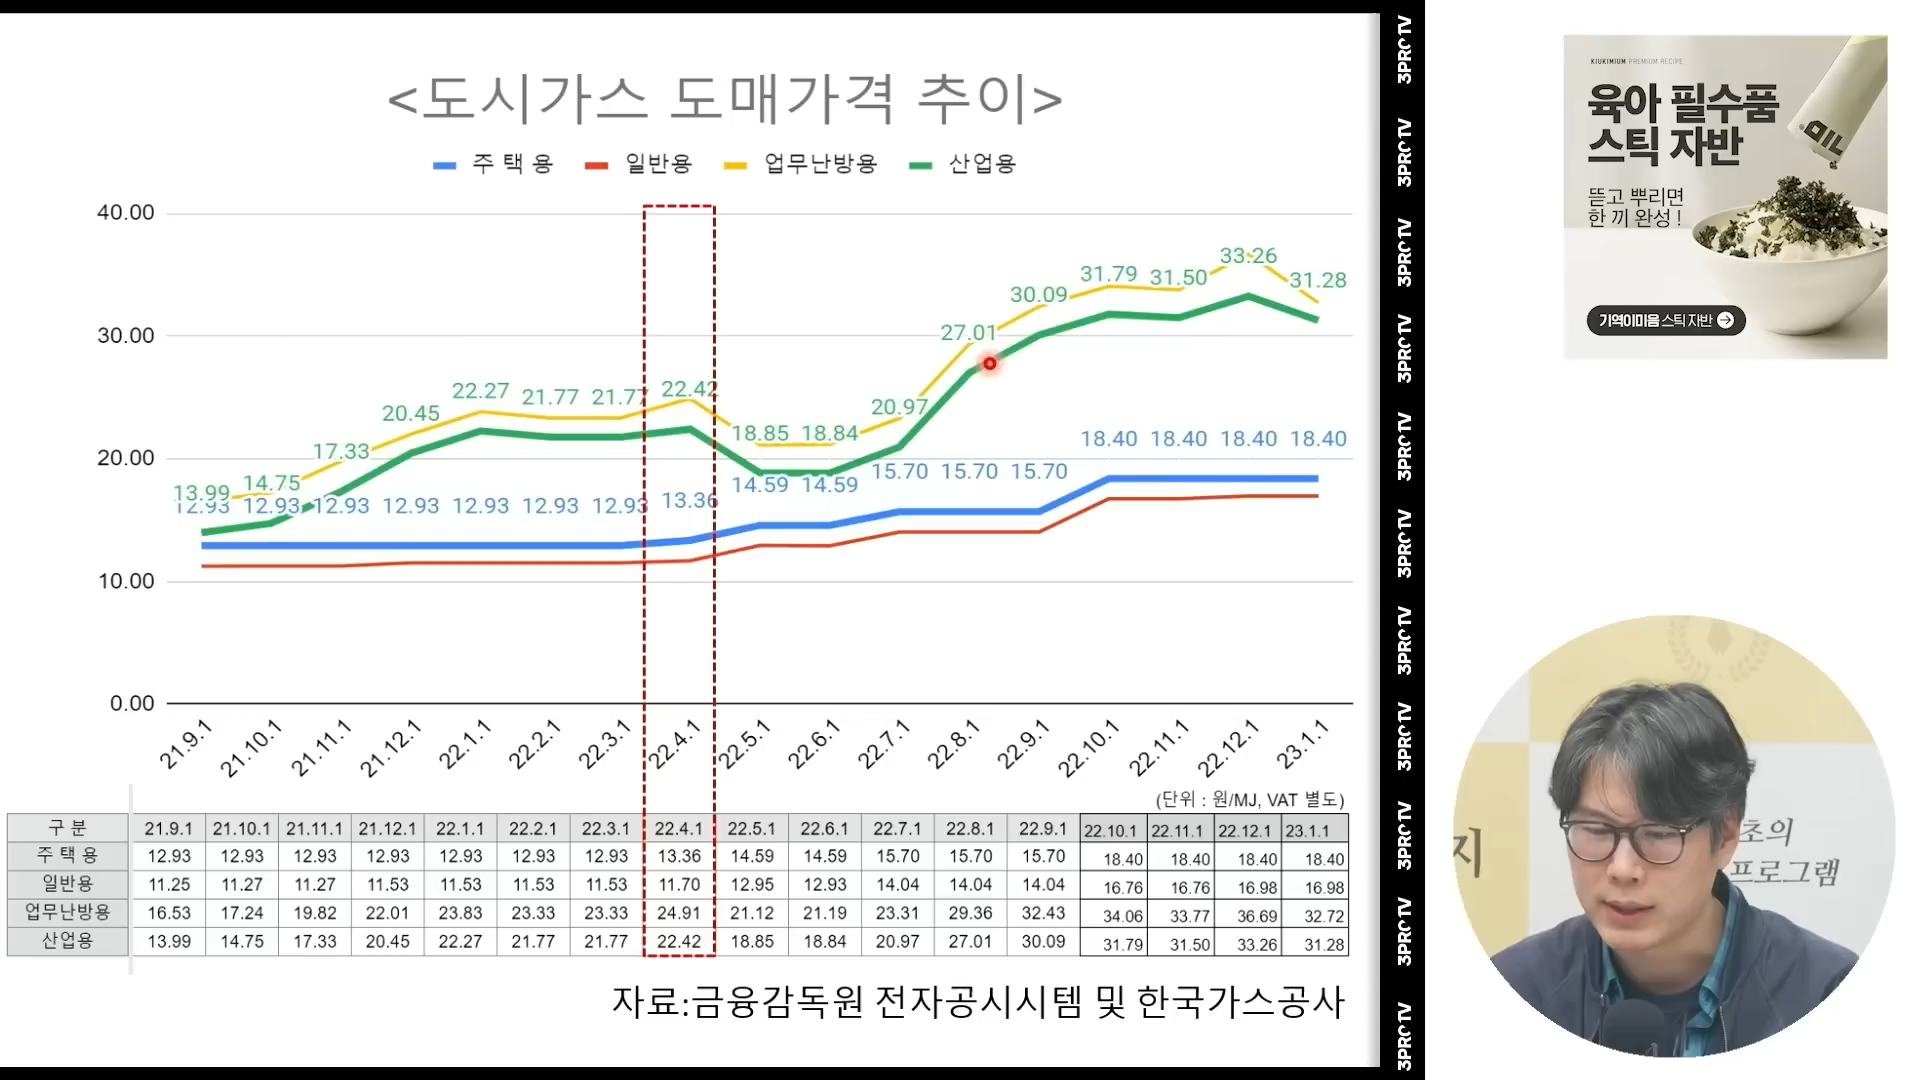 <도시가스 도매가격 추이>
주 택 용 일반용 업무난방용 산업용
40.00
30.00
20.00
10.00
0.00
13.99 14.75 17.33 20.45 22.27 21.77 21.77 22.42 18.85 18.84 20.97 27.01 30.09 31.79 31.50 33.26 31.28
12.93 12.93 12.93 12.93 12.93 12.93 12.93 13.36 14.59 14.59 15.70 15.70 15.70 18.40 18.40 18.40 18.40
21.9.1 21.10.1 21.11.1 21.12.1 22.1.1 22.2.1 22.3.1 22.4.1 22.5.1 22.6.1 22.7.1 22.8.1 22.9.1 22.10.1 22.11.1 22.12.1 23.1.1
(단위 : 원/MJ, VAT 별도)
구 분 21.9.1 21.10.1 21.11.1 21.12.1 22.1.1 22.2.1 22.3.1 22.4.1 22.5.1 22.6.1 22.7.1 22.8.1 22.9.1 22.10.1 22.11.1 22.12.1 23.1.1
주 택 용 12.93 12.93 12.93 12.93 12.93 12.93 12.93 13.36 14.59 14.59 15.70 15.70 15.70 18.40 18.40 18.40 18.40
일반용 11.25 11.27 11.27 11.53 11.53 11.53 11.53 11.70 12.95 12.93 14.04 14.04 14.04 16.76 16.76 16.98 16.98
업무난방용 16.53 17.24 19.82 22.01 23.83 23.33 23.33 24.91 21.12 21.19 23.31 29.36 32.43 34.06 33.77 36.69 32.72
산업용 13.99 14.75 17.33 20.45 22.27 21.77 21.77 22.42 18.85 18.84 20.97 27.01 30.09 31.79 31.50 33.26 31.28
자료:금융감독원 전자공시시템 및 한국가스공사
3PROTV
3PROTV
3PROTV
3PROTV
3PROTV
3PROTV
3PROTV
3PROTV
3PROTV
3PROTV
3PROTV
KIUKIMIUM PREMIUM RECIPE
육아 필수품
스틱 자반
뜯고 뿌리면
한 끼 완성 !
기역이미음 스틱 자반
지
초의
프로그램